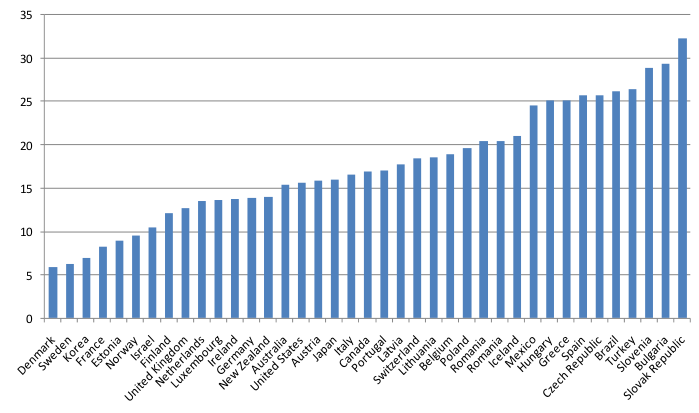 35
30
25
20
15
10
5
0
Denmark
Sweden
Korea
France
Estonia
Norway
Israel
Finland
United Kingdom
Netherlands
Luxembourg
Ireland
Germany
New Zealand
Australia
United States
Austria
Japan
Italy
Canada
Portugal
Latvia
Switzerland
Lithuania
Belgium
Poland
Romania
Romania
Iceland
Mexico
Hungary
Greece
Spain
Czech Republic
Brazil
Turkey
Slovenia
Bulgaria
Slovak Republic